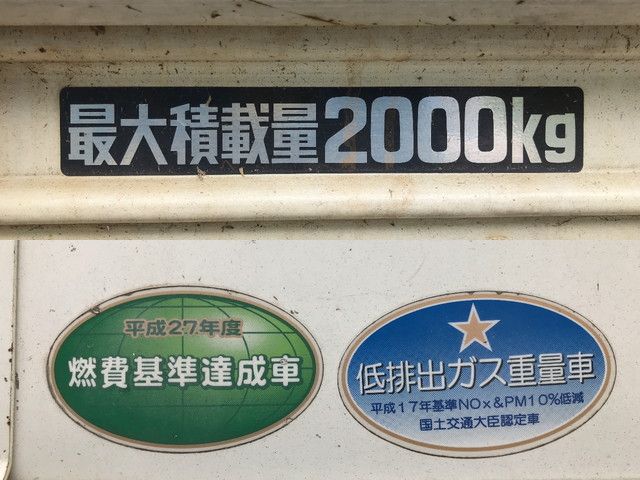 最大積載量2000kg
平成27年度
燃費基準達成車
低排出ガス重量車
平成17年基準NOx&PM10%低減
国土交通大臣認定車